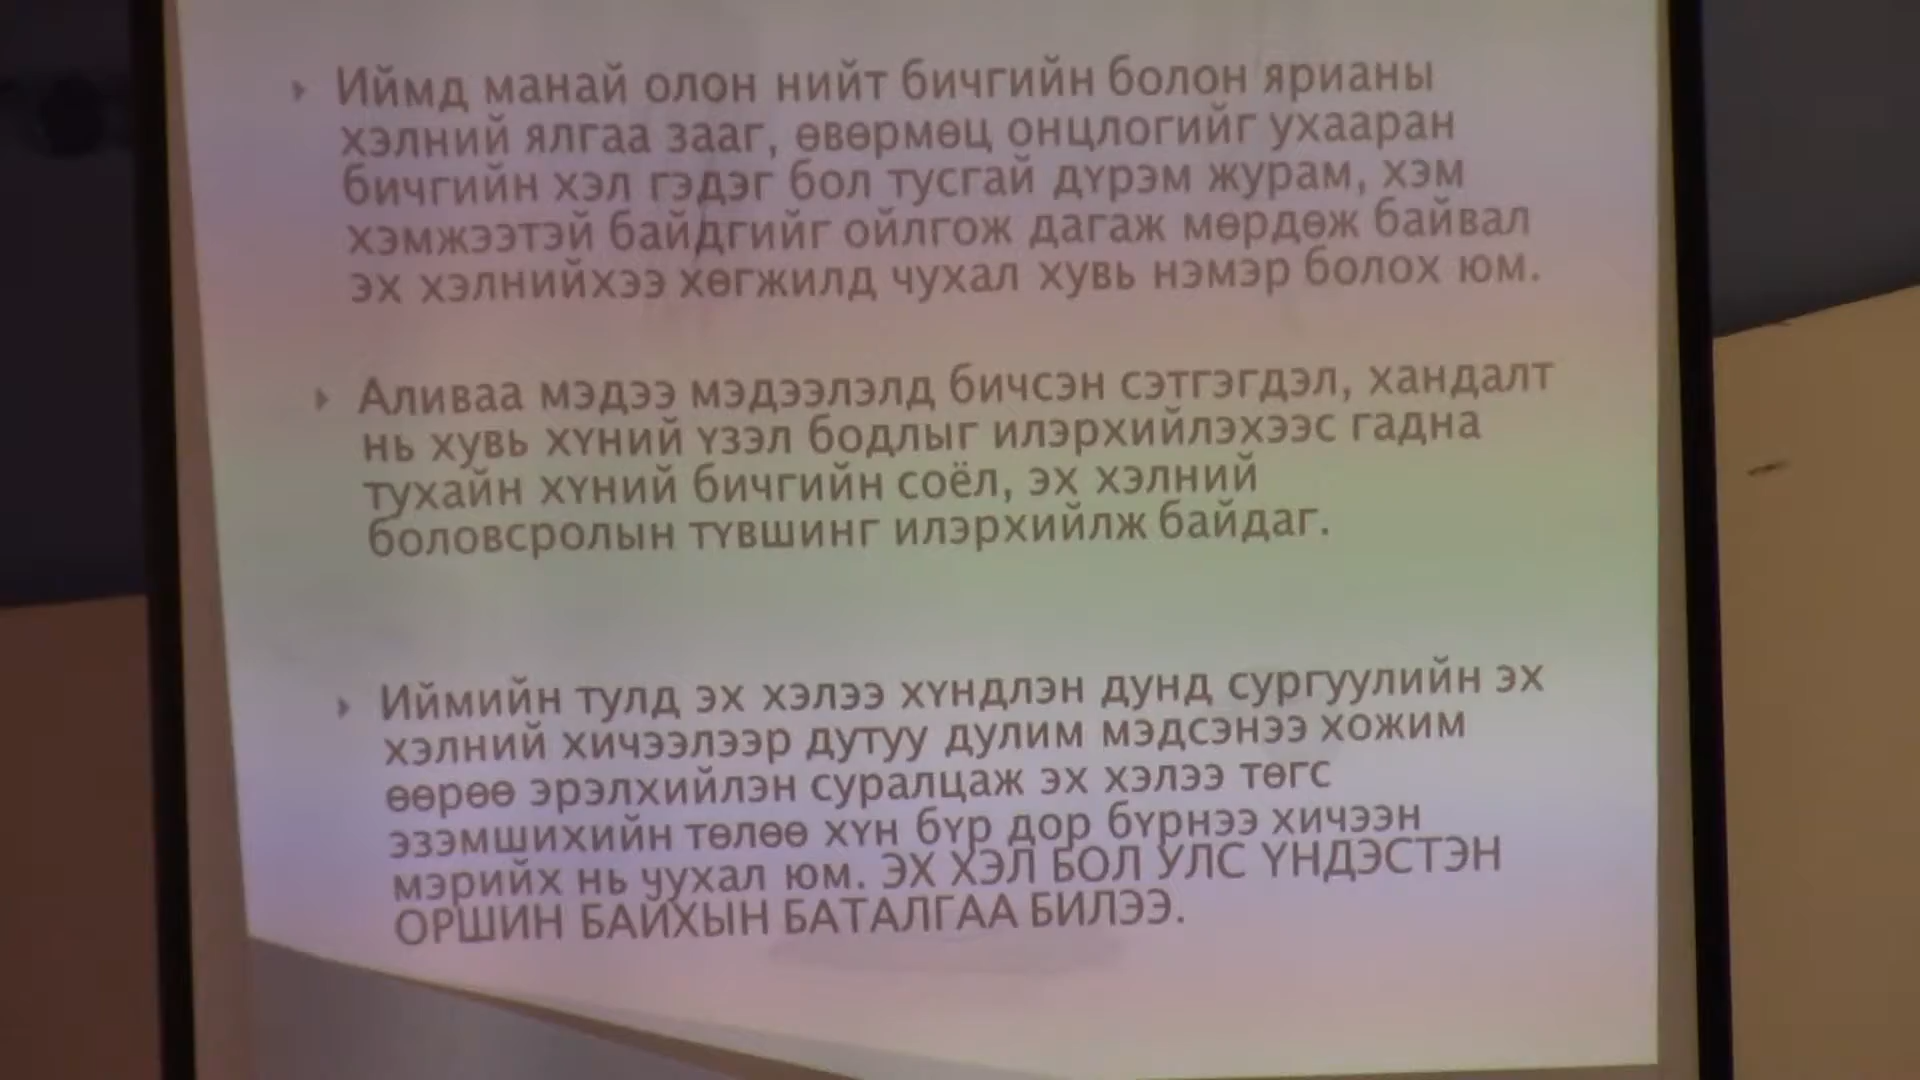 Иймд манай олон нийт бичгийн болон ярианы
хэлний ялгаа зааг, өвөрмөц онцлогийг ухааран
бичгийн хэл гэдэг бол тусгай дүрэм журам, хэм
хэмжээтэй байдгийг ойлгож дагаж мөрдөж байвал
эх хэлнийхээ хөгжилд чухал хувь нэмэр болох юм.
Аливаа мэдээ мэдээлэлд бичсэн сэтгэгдэл, хандалт
нь хувь хүний үзэл бодлыг илэрхийлэхээс гадна
тухайн хүний бичгийн соёл, эх хэлний
боловсролын түвшинг илэрхийлж байдаг.
Иймийн тулд эх хэлээ хүндлэн дунд сургуулийн эх
хэлний хичээлээр дутуу дулим мэдсэнээ хожим
өөрөө эрэлхийлэн суралцаж эх хэлээ төгс
эзэмшихийн төлөө хүн бүр дор бүрнээ хичээн
мэрийх нь чухал юм. ЭХ ХЭЛ БОЛ УЛС ҮНДЭСТЭН
ОРШИН БАЙХЫН БАТАЛГАА БИЛЭЭ.